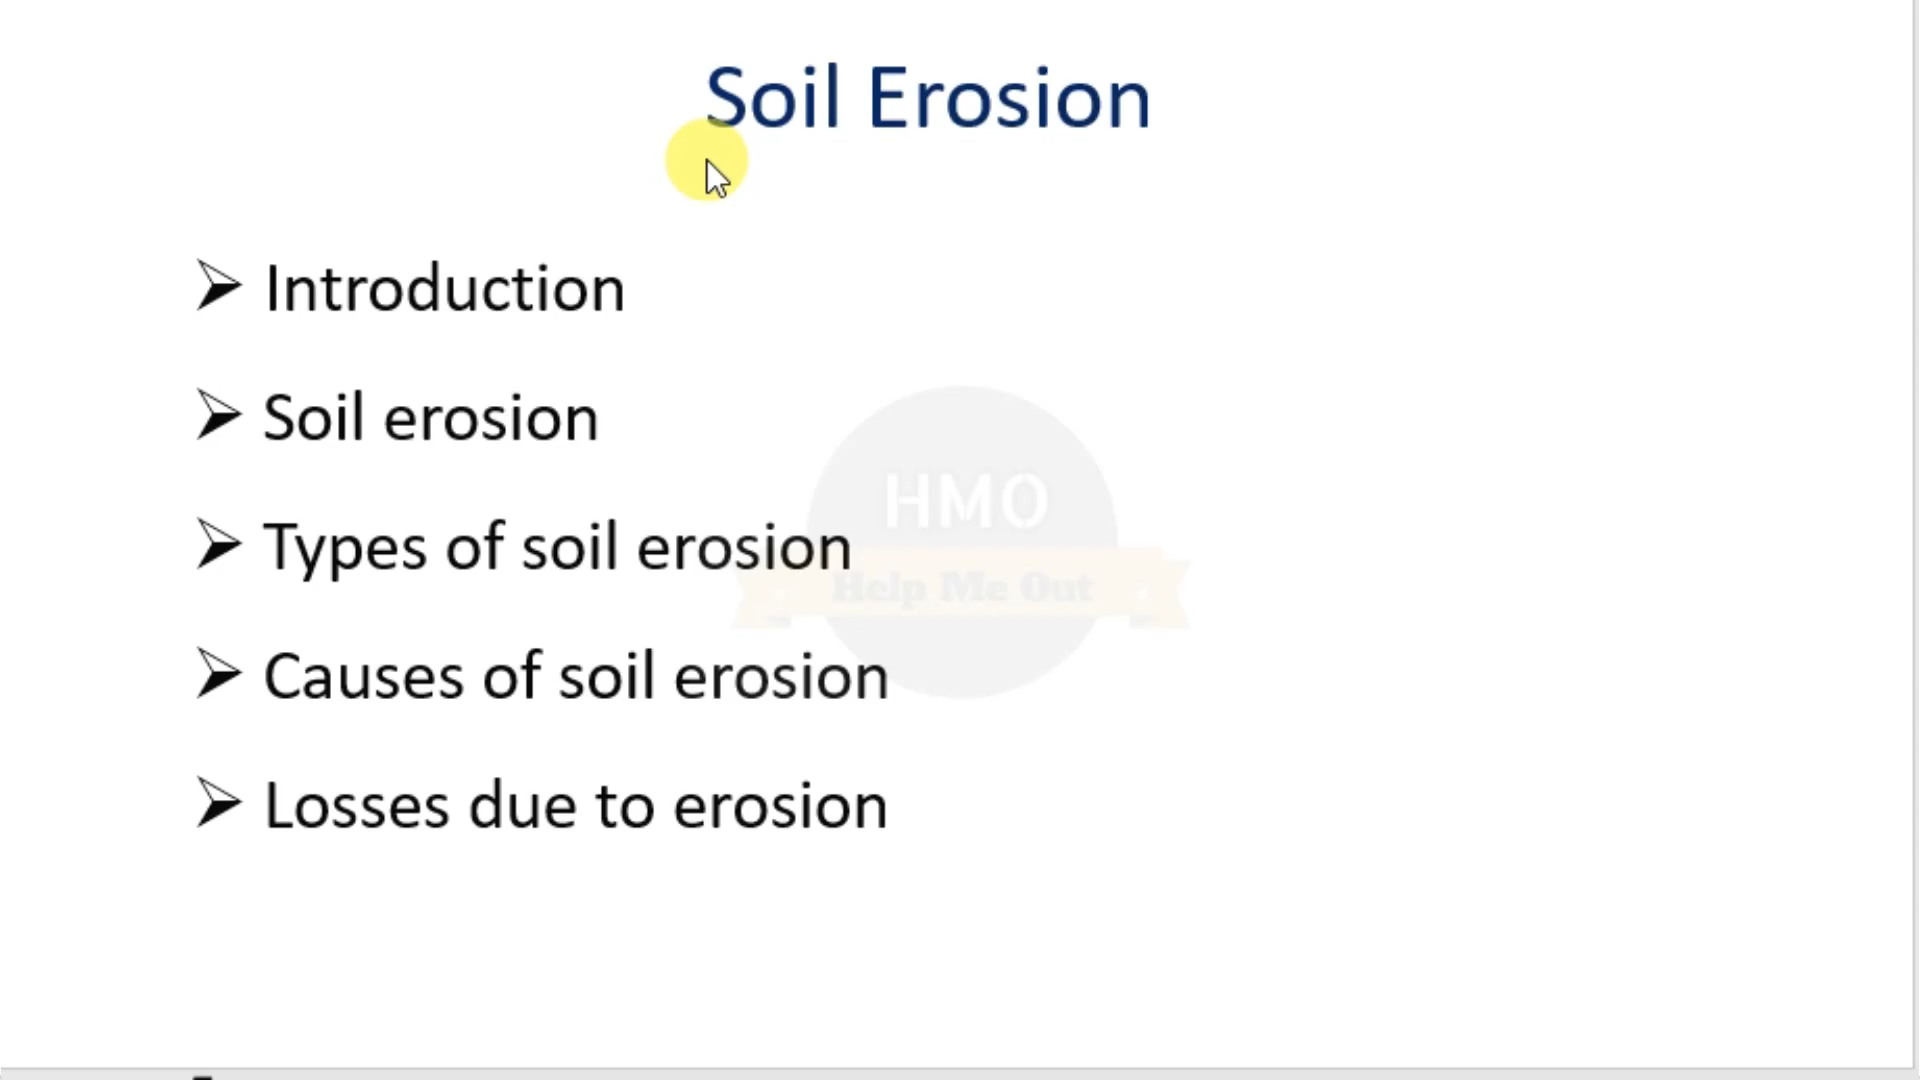 Soil Erosion
➢ Introduction
➢ Soil erosion
➢ Types of soil erosion
➢ Causes of soil erosion
➢ Losses due to erosion
HMO
Help Me Out